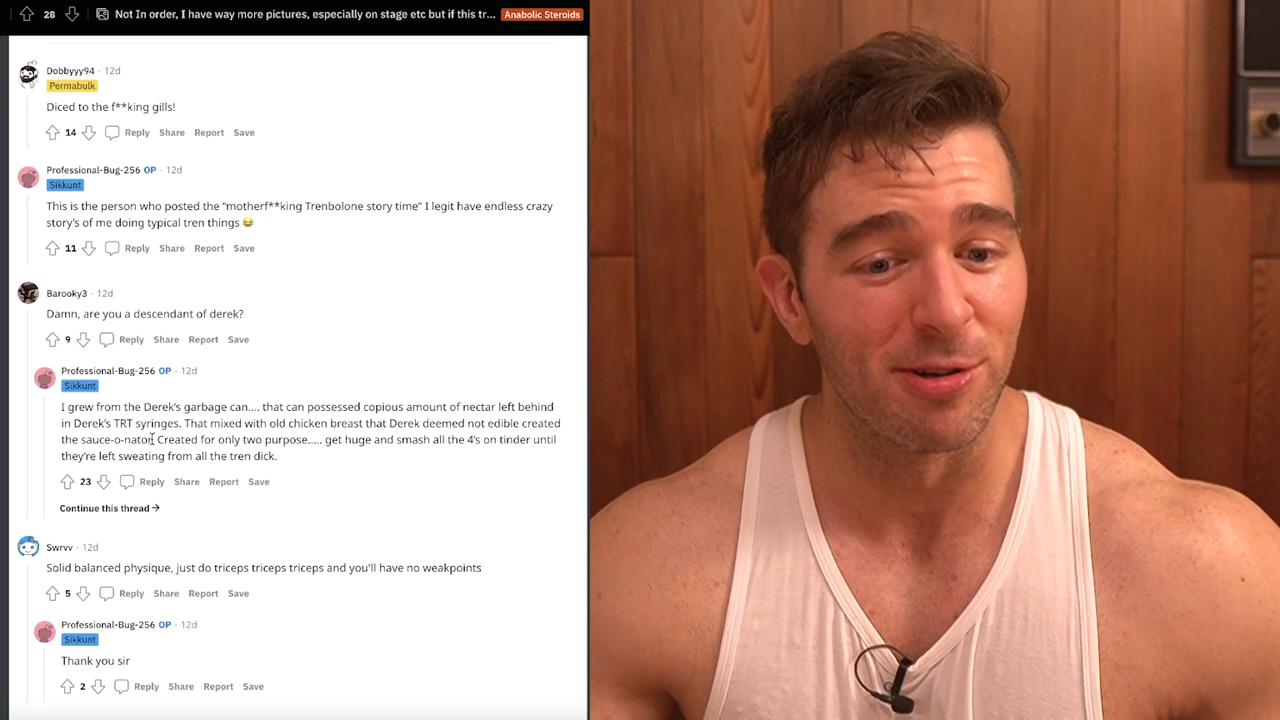 28 Not In order, I have way more pictures, especially on stage etc but if this tr... Anabolic Steroids
Dobbyyy94 · 12d
Permabulk
Diced to the f**king gills!
14 Reply Share Report Save
Professional-Bug-256 OP · 12d
Sikkunt
This is the person who posted the "motherf**king Trenbolone story time" I legit have endless crazy
story's of me doing typical tren things 😂
11 Reply Share Report Save
Barooky3 · 12d
Damn, are you a descendant of derek?
9 Reply Share Report Save
Professional-Bug-256 OP · 12d
Sikkunt
I grew from the Derek's garbage can.... that can possessed copious amount of nectar left behind
in Derek's TRT syringes. That mixed with old chicken breast that Derek deemed not edible created
the sauce-o-nator. Created for only two purpose..... get huge and smash all the 4's on tinder until
they're left sweating from all the tren dick.
23 Reply Share Report Save
Continue this thread →
Swrvv · 12d
Solid balanced physique, just do triceps triceps triceps and you'll have no weakpoints
5 Reply Share Report Save
Professional-Bug-256 OP · 12d
Sikkunt
Thank you sir
2 Reply Share Report Save